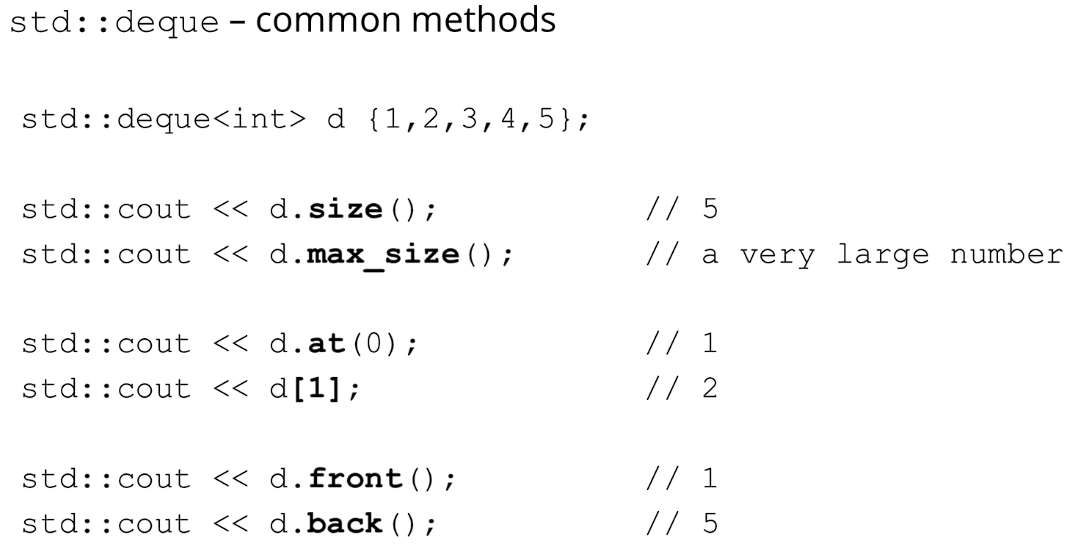 std::deque – common methods
std::deque<int> d {1,2,3,4,5};
std::cout << d.size(); // 5
std::cout << d.max_size(); // a very large number
std::cout << d.at(0); // 1
std::cout << d[1]; // 2
std::cout << d.front(); // 1
std::cout << d.back(); // 5